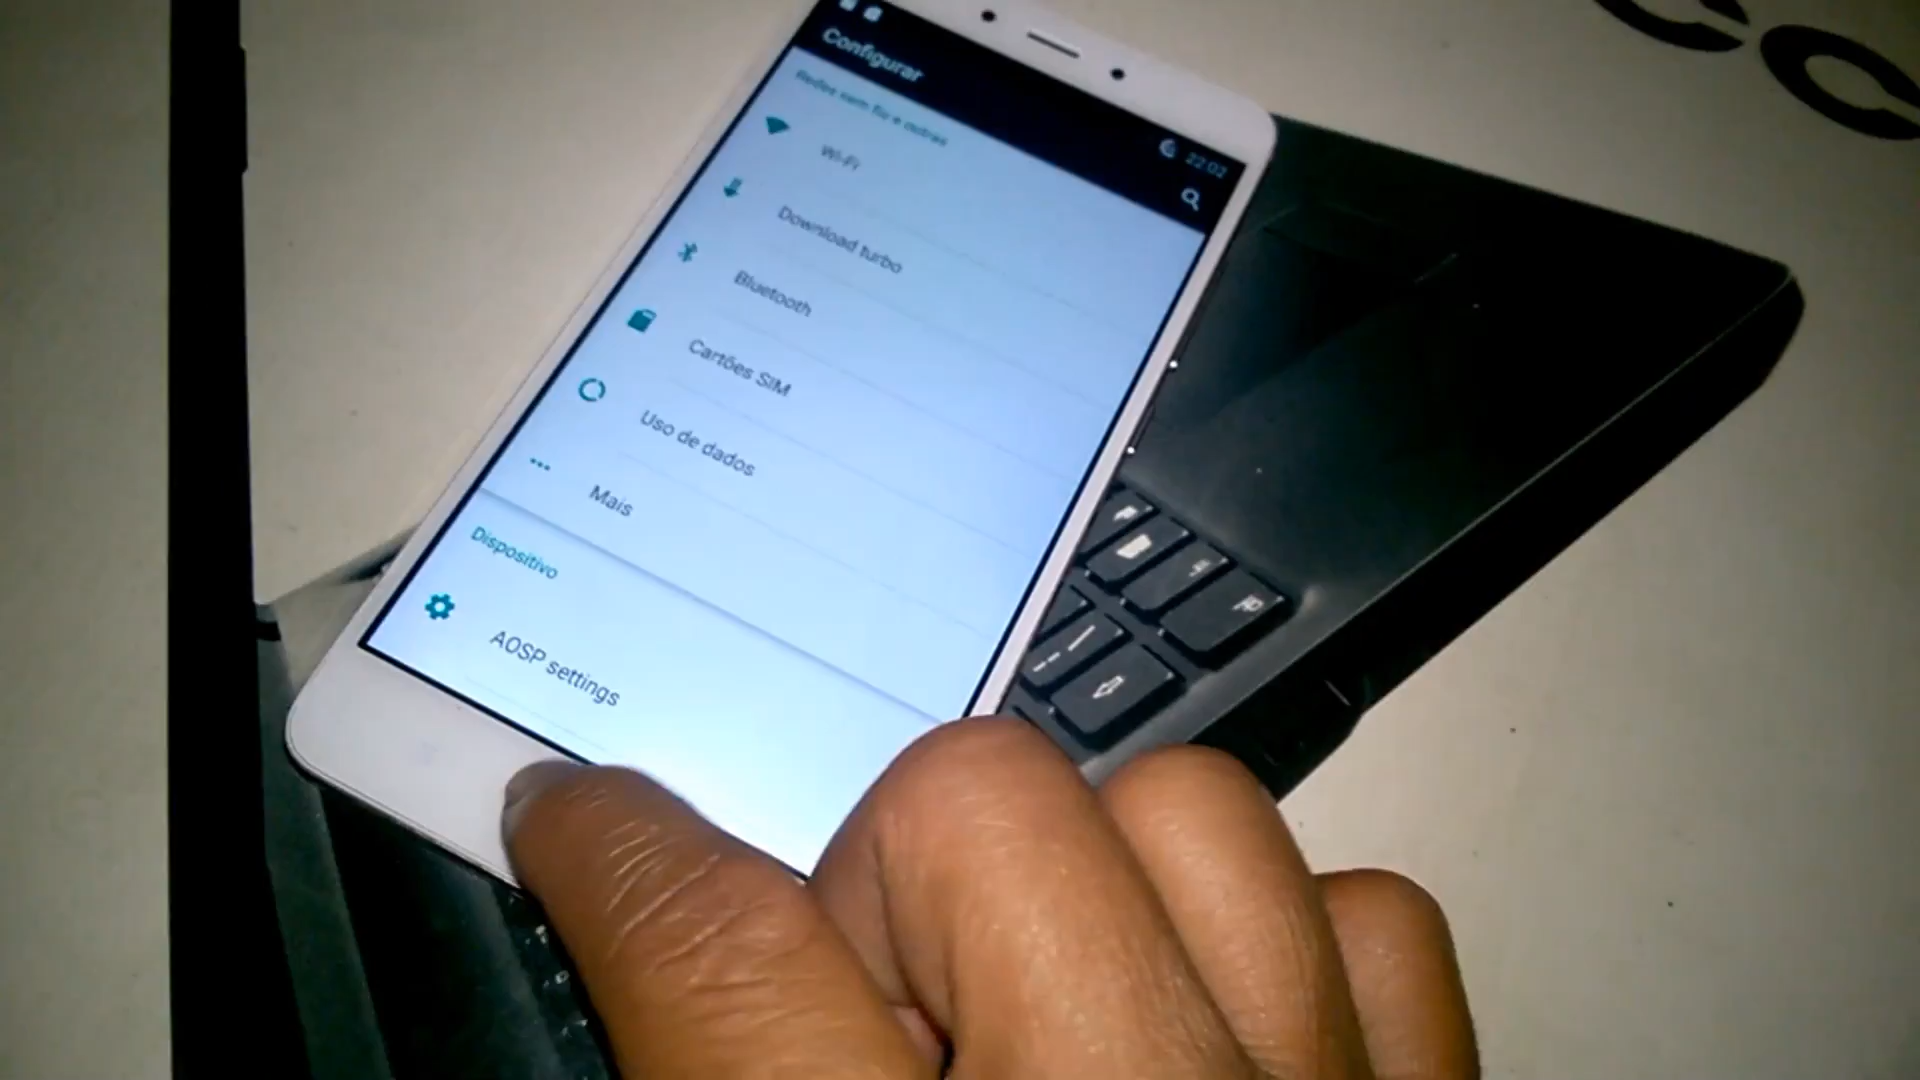 Configurar
22:02
Redes sem fio e outras
Wi-Fi
Download turbo
Bluetooth
Cartões SIM
Uso de dados
Mais
Dispositivo
AOSP settings